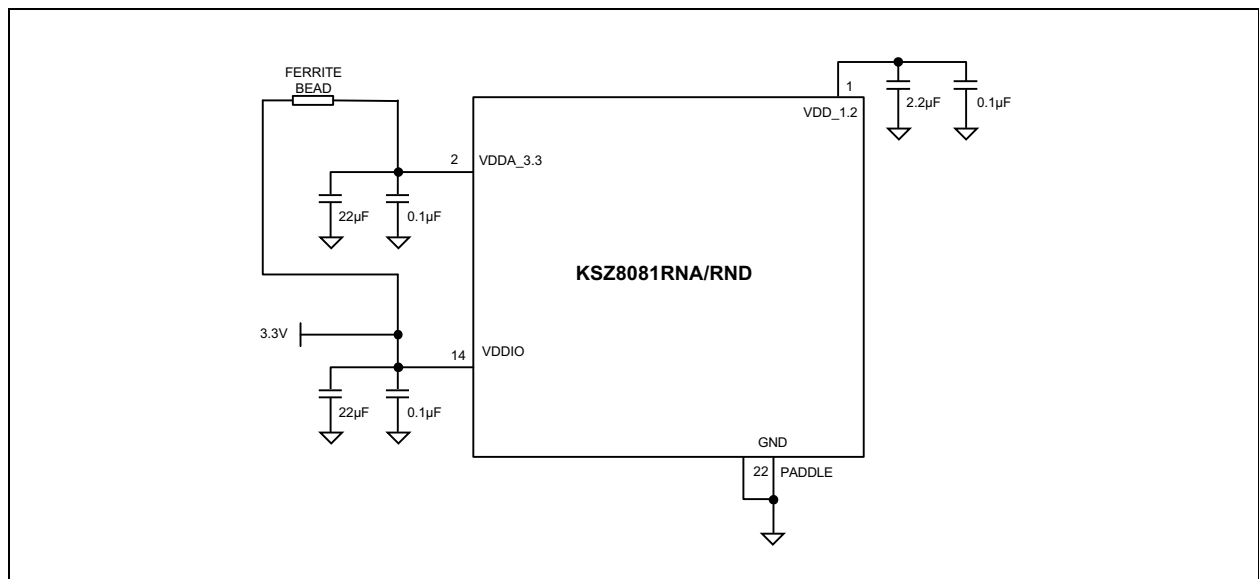 FERRITE
BEAD
1
VDD_1.2
2.2µF
0.1µF
2
VDDA_3.3
22µF
0.1µF
KSZ8081RNA/RND
3.3V
14
VDDIO
22µF
0.1µF
GND
22
PADDLE